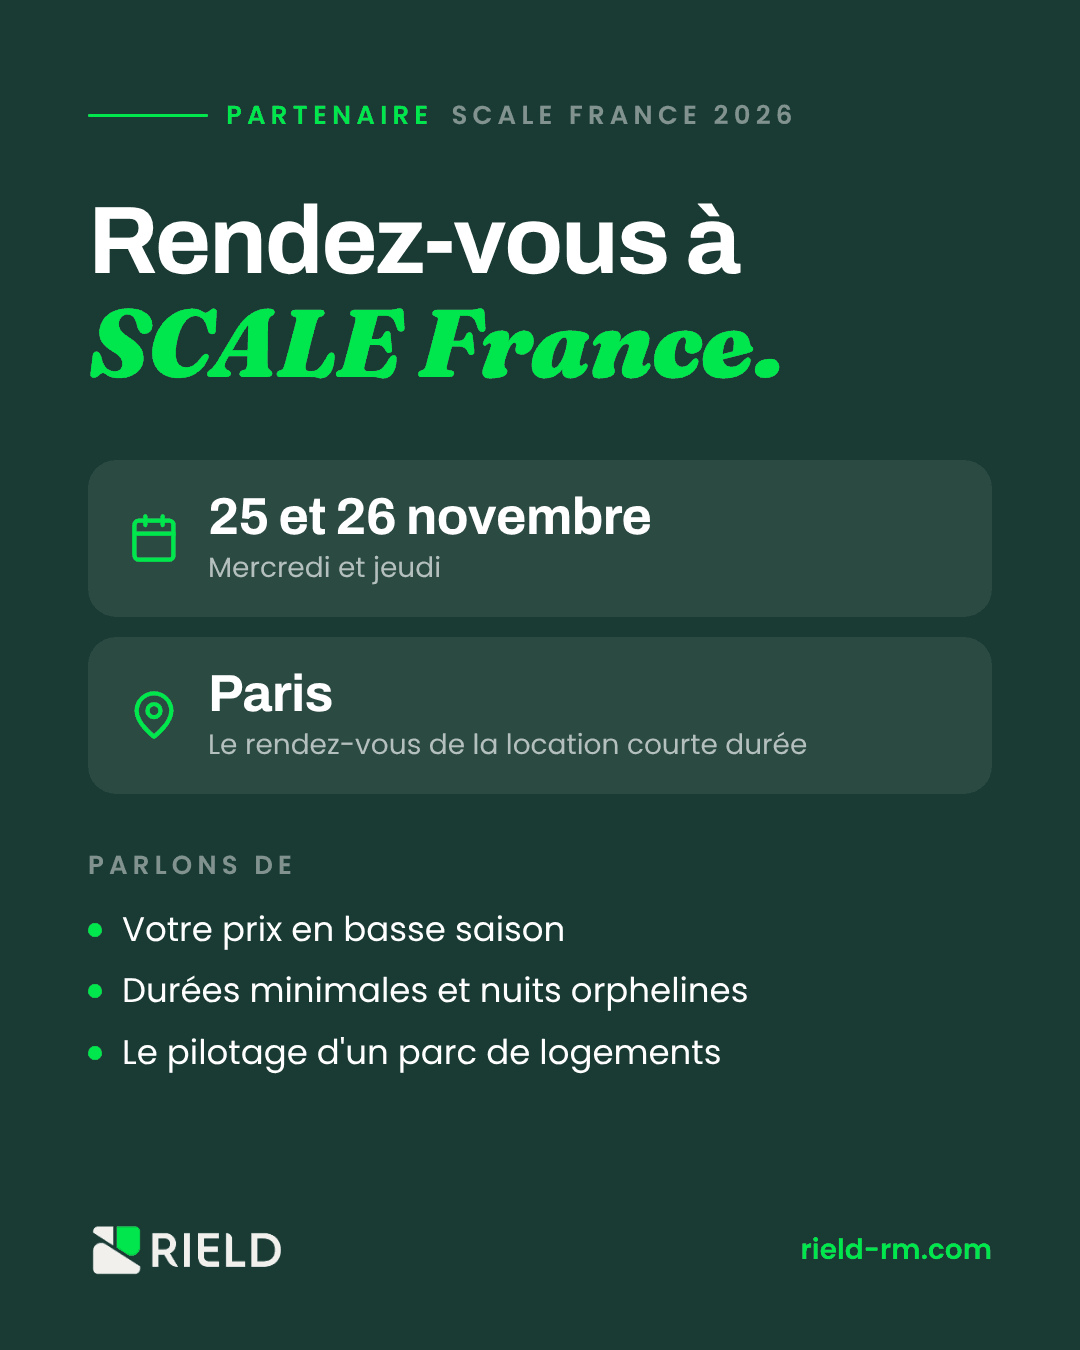 PARTENAIRE SCALE FRANCE 2026
Rendez-vous à
SCALE France.
25 et 26 novembre
Mercredi et jeudi
Paris
Le rendez-vous de la location courte durée
PARLONS DE
Votre prix en basse saison
Durées minimales et nuits orphelines
Le pilotage d'un parc de logements
RIELD
rield-rm.com